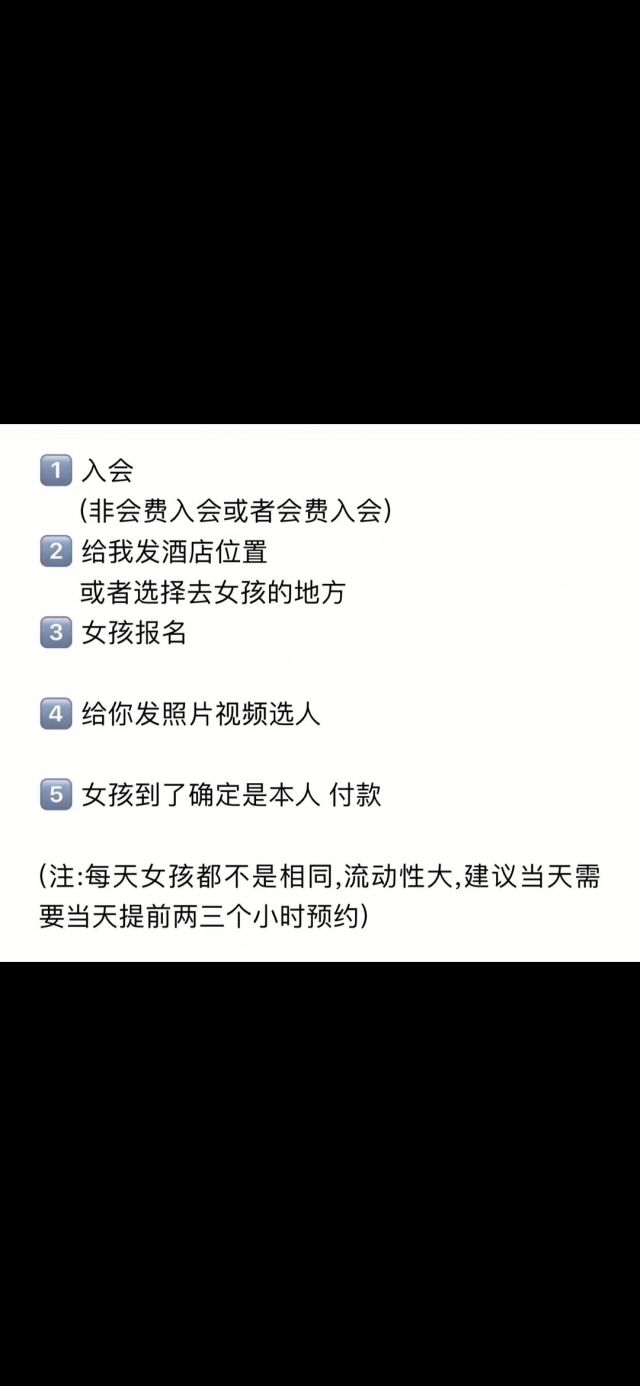 1 入会
(非会费入会或者会费入会)
2 给我发酒店位置
或者选择去女孩的地方
3 女孩报名
4 给你发照片视频选人
5 女孩到了确定是本人 付款
(注:每天女孩都不是相同,流动性大,建议当天需
要当天提前两三个小时预约)